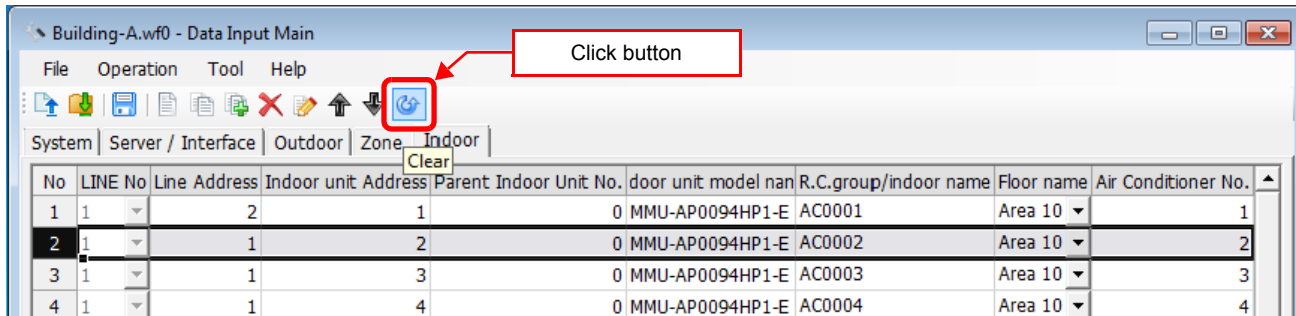 Building-A.wf0 - Data Input Main
Click button
File Operation Tool Help
System Server / Interface Outdoor Zone Indoor
Clear
No LINE No Line Address Indoor unit Address Parent Indoor Unit No. door unit model nan R.C.group/indoor name Floor name Air Conditioner No.
1 1 2 1 0 MMU-AP0094HP1-E AC0001 Area 10 1
2 1 1 2 0 MMU-AP0094HP1-E AC0002 Area 10 2
3 1 1 3 0 MMU-AP0094HP1-E AC0003 Area 10 3
4 1 1 4 0 MMU-AP0094HP1-E AC0004 Area 10 4